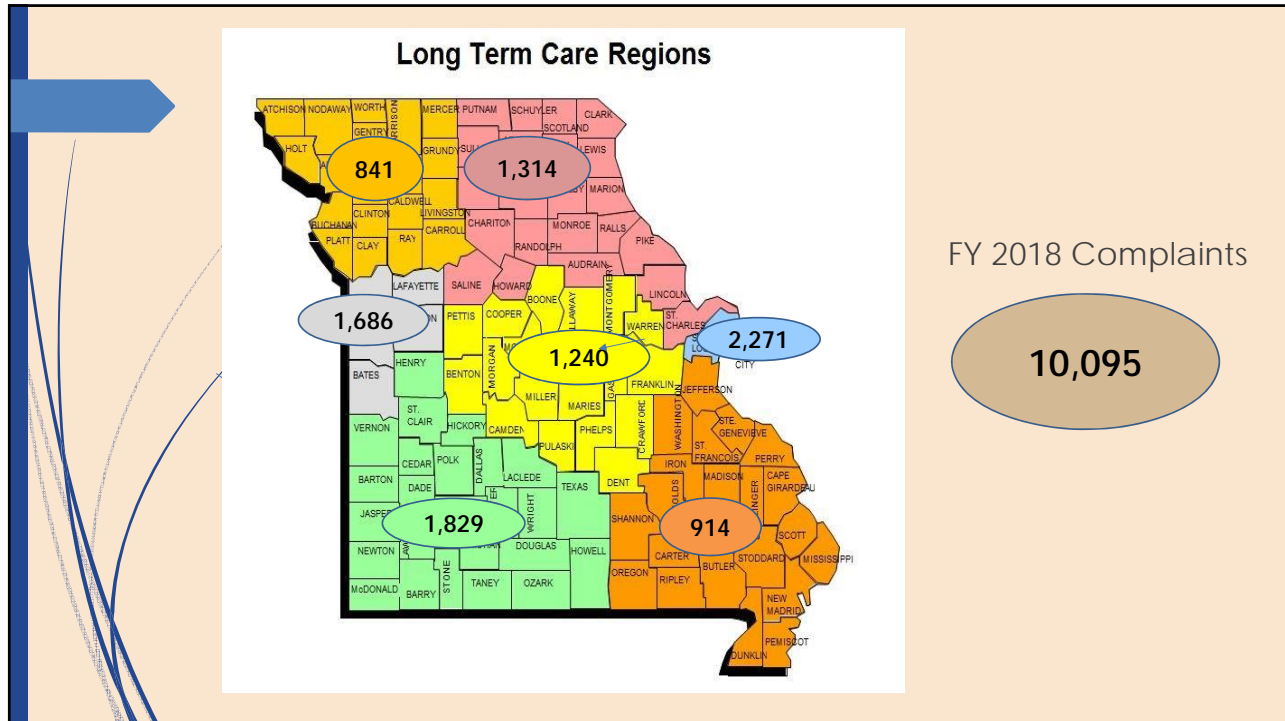 Long Term Care Regions
ATCHISON NODAWAY WORTH MERCER PUTNAM SCHUYLER CLARK
SCOTLAND
GENTRY
HOLT GRUNDY LEWIS
841 1,314
MARION
CALDWELL
CLINTON LIVINGSTON
BUCHANAN CARROLL CHARITON MONROE RALLS
PLATT CLAY RAY RANDOLPH PIKE
AUDRAIN
LAFAYETTE SALINE HOWARD BOONE MONTGOMERY LINCOLN
1,686 PETTIS COOPER WARREN ST. CHARLES
2,271
1,240
CITY
BATES HENRY BENTON MORGAN FRANKLIN JEFFERSON
MILLER MARIES WASHINGTON
VERNON ST. CLAIR HICKORY CAMDEN PHELPS CRAWFORD STE. GENEVIEVE
PULASKI ST. FRANCOIS PERRY
CEDAR POLK DALLAS LACLEDE DENT IRON
BARTON DADE TEXAS MADISON CAPE GIRARDEAU
JASPER 1,829 WRIGHT SHANNON 914 SCOTT
NEWTON DOUGLAS HOWELL CARTER STODDARD MISSISSIPPI
McDONALD BARRY STONE TANEY OZARK OREGON RIPLEY BUTLER
NEW MADRID
PEMISCOT
DUNKLIN
FY 2018 Complaints
10,095